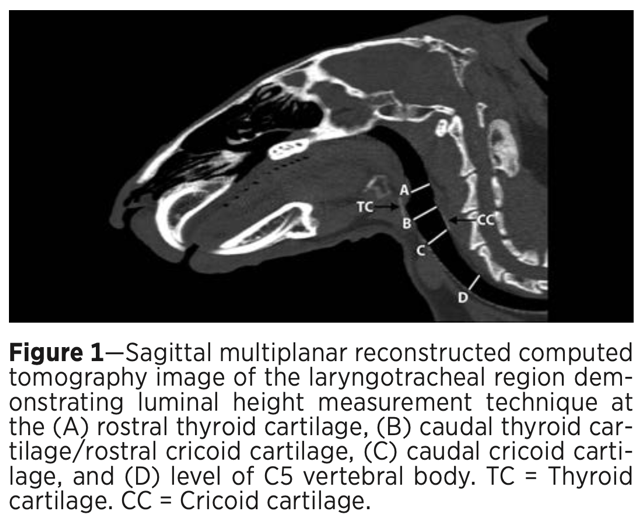 A
TC
B
CC
C
D
Figure 1—Sagittal multiplanar reconstructed computed
tomography image of the laryngotracheal region dem-
onstrating luminal height measurement technique at
the (A) rostral thyroid cartilage, (B) caudal thyroid car-
tilage/rostral cricoid cartilage, (C) caudal cricoid carti-
lage, and (D) level of C5 vertebral body. TC = Thyroid
cartilage. CC = Cricoid cartilage.